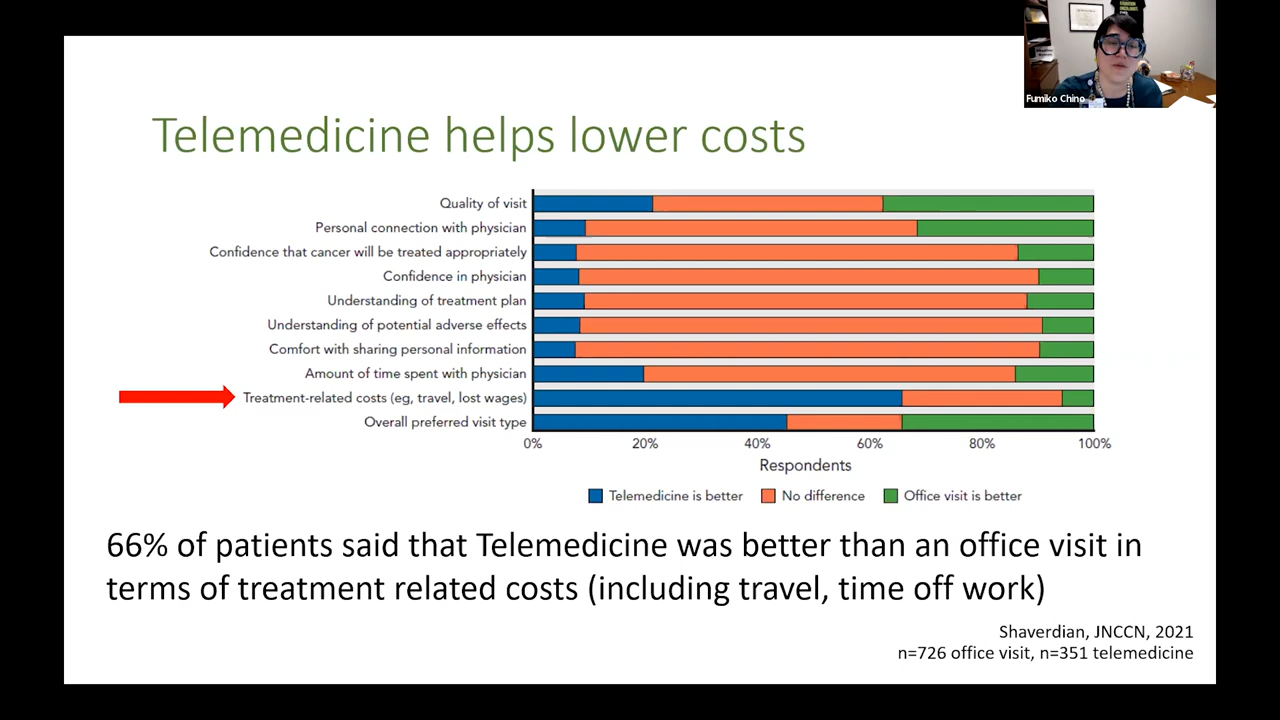 Fumiko Chino
Telemedicine helps lower costs
Quality of visit
Personal connection with physician
Confidence that cancer will be treated appropriately
Confidence in physician
Understanding of treatment plan
Understanding of potential adverse effects
Comfort with sharing personal information
Amount of time spent with physician
Treatment-related costs (eg, travel, lost wages)
Overall preferred visit type
0% 20% 40% 60% 80% 100%
Respondents
Telemedicine is better No difference Office visit is better
66% of patients said that Telemedicine was better than an office visit in
terms of treatment related costs (including travel, time off work)
Shaverdian, JNCCN, 2021
n=726 office visit, n=351 telemedicine